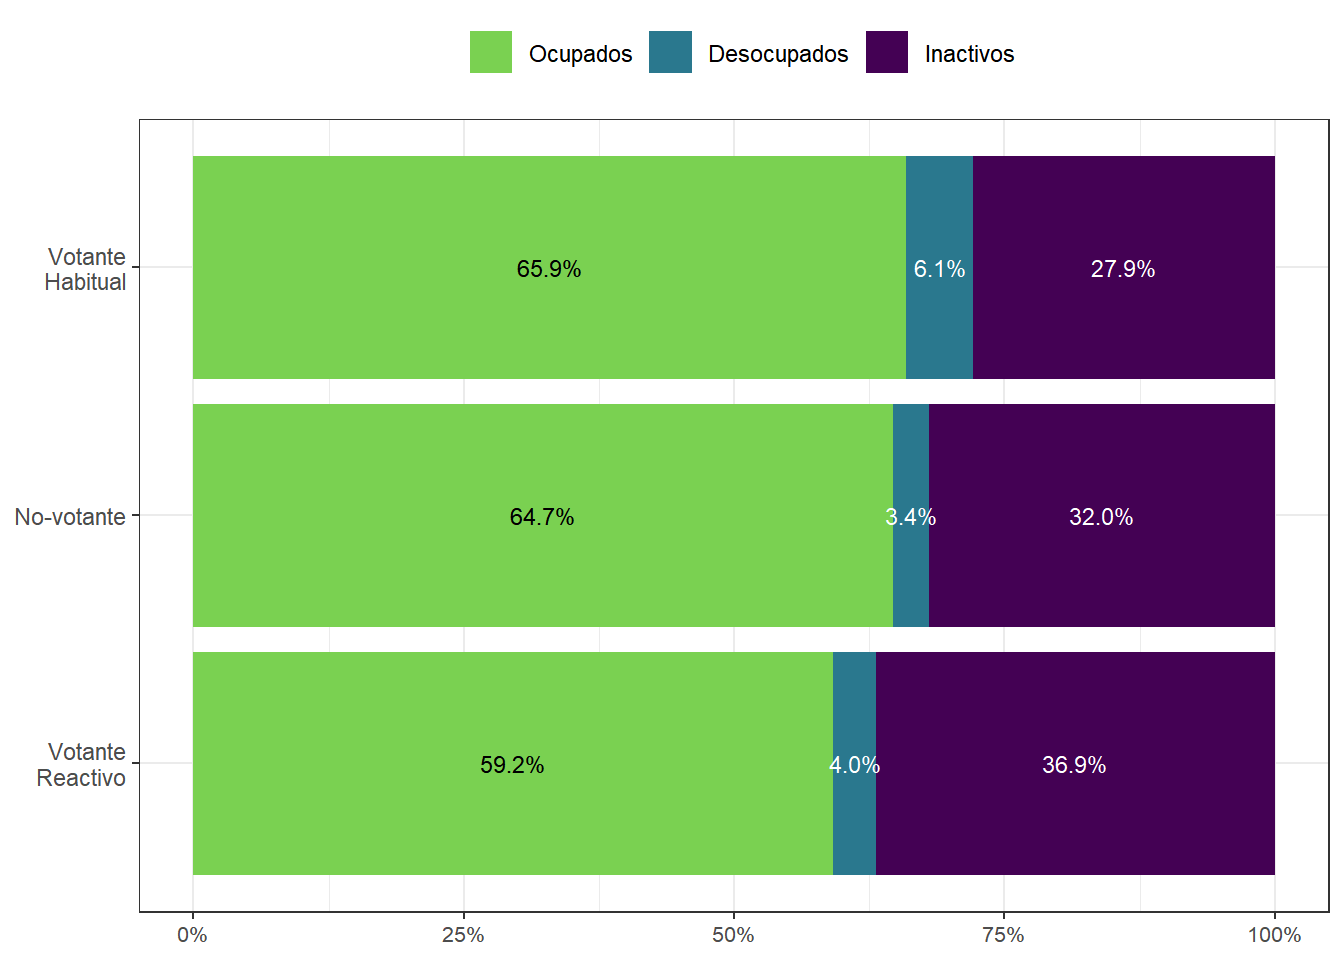 Ocupados Desocupados Inactivos
Votante
Habitual
65.9% 6.1% 27.9%
No-votante
64.7% 3.4% 32.0%
Votante
Reactivo
59.2% 4.0% 36.9%
0% 25% 50% 75% 100%